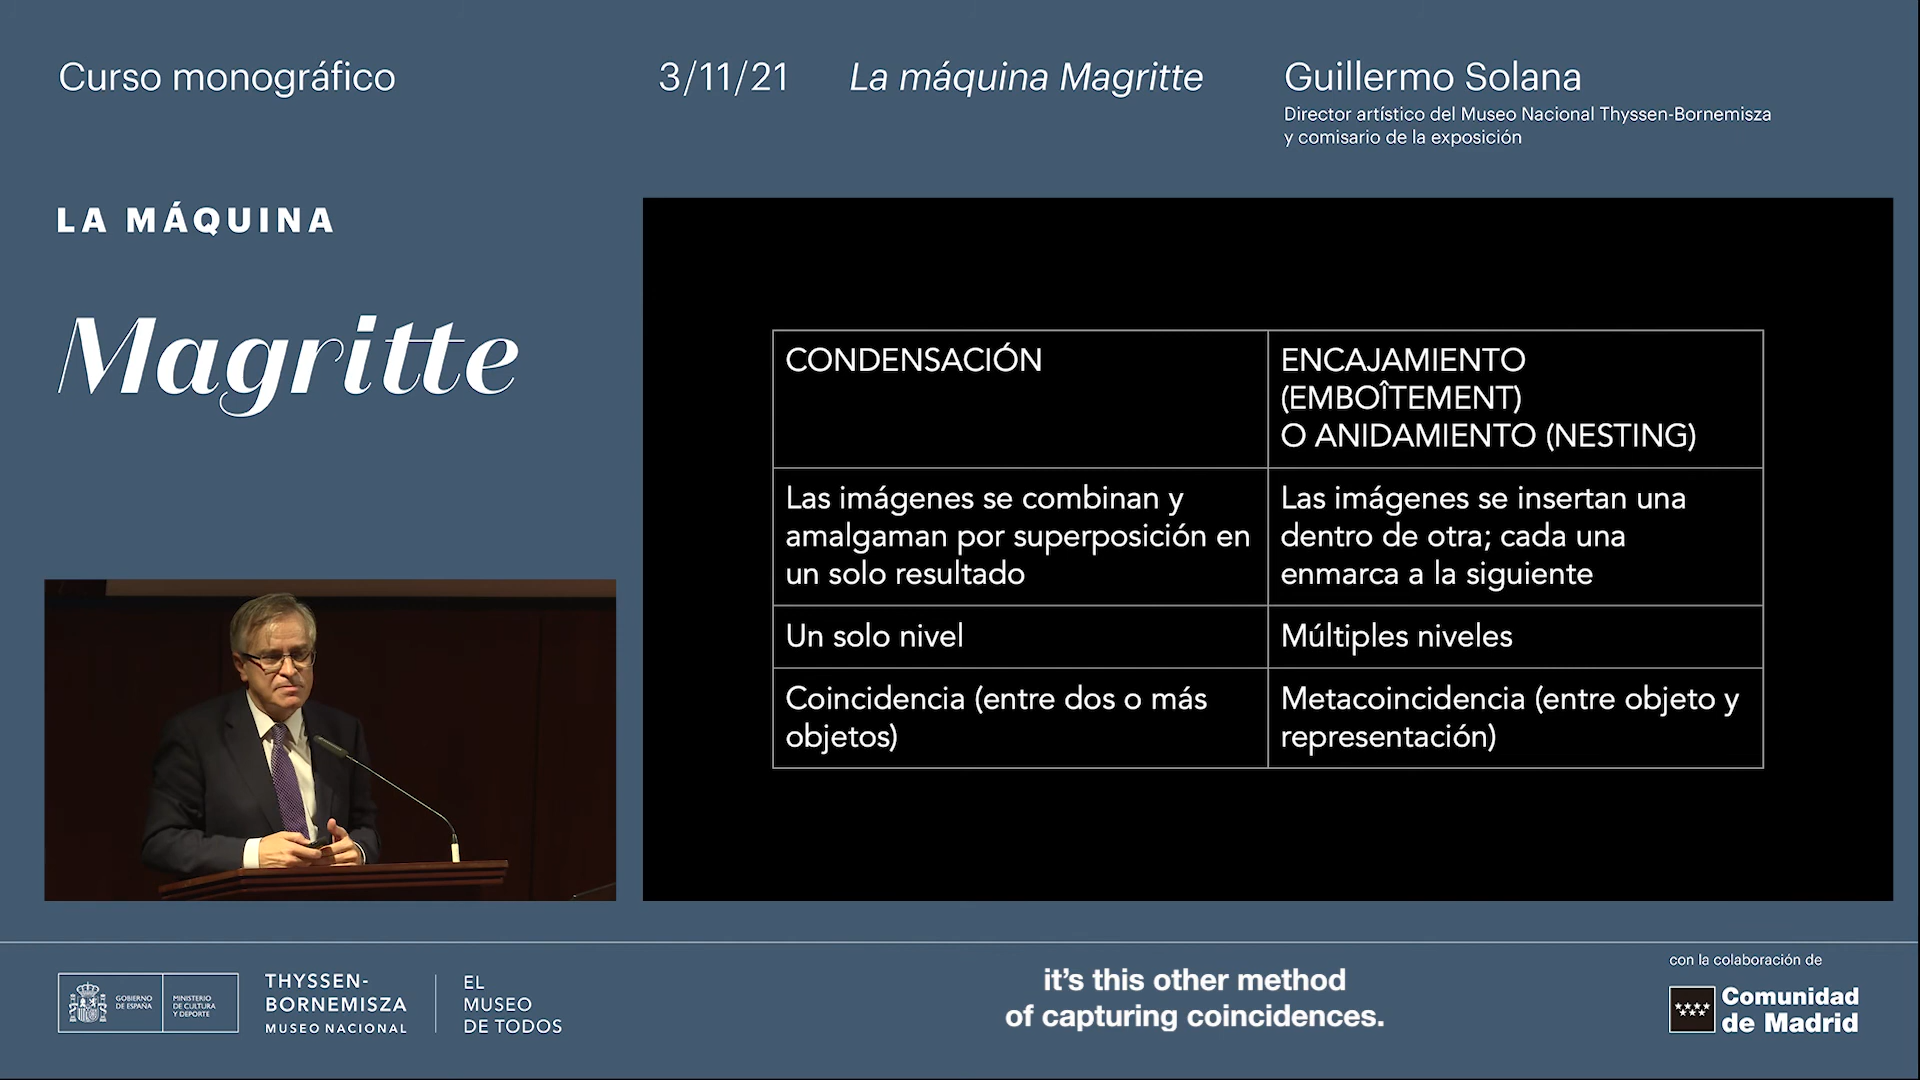 Curso monográfico
3/11/21
La máquina Magritte
Guillermo Solana
Director artístico del Museo Nacional Thyssen-Bornemisza
y comisario de la exposición
LA MÁQUINA
Magritte
CONDENSACIÓN
ENCAJAMIENTO
(EMBOÎTEMENT)
O ANIDAMIENTO (NESTING)
Las imágenes se combinan y
amalgaman por superposición en
un solo resultado
Las imágenes se insertan una
dentro de otra; cada una
enmarca a la siguiente
Un solo nivel
Múltiples niveles
Coincidencia (entre dos o más
objetos)
Metacoincidencia (entre objeto y
representación)
GOBIERNO
DE ESPAÑA
MINISTERIO
DE CULTURA
Y DEPORTE
THYSSEN-
BORNEMISZA
MUSEO NACIONAL
EL
MUSEO
DE TODOS
it's this other method
of capturing coincidences.
con la colaboración de
Comunidad
de Madrid